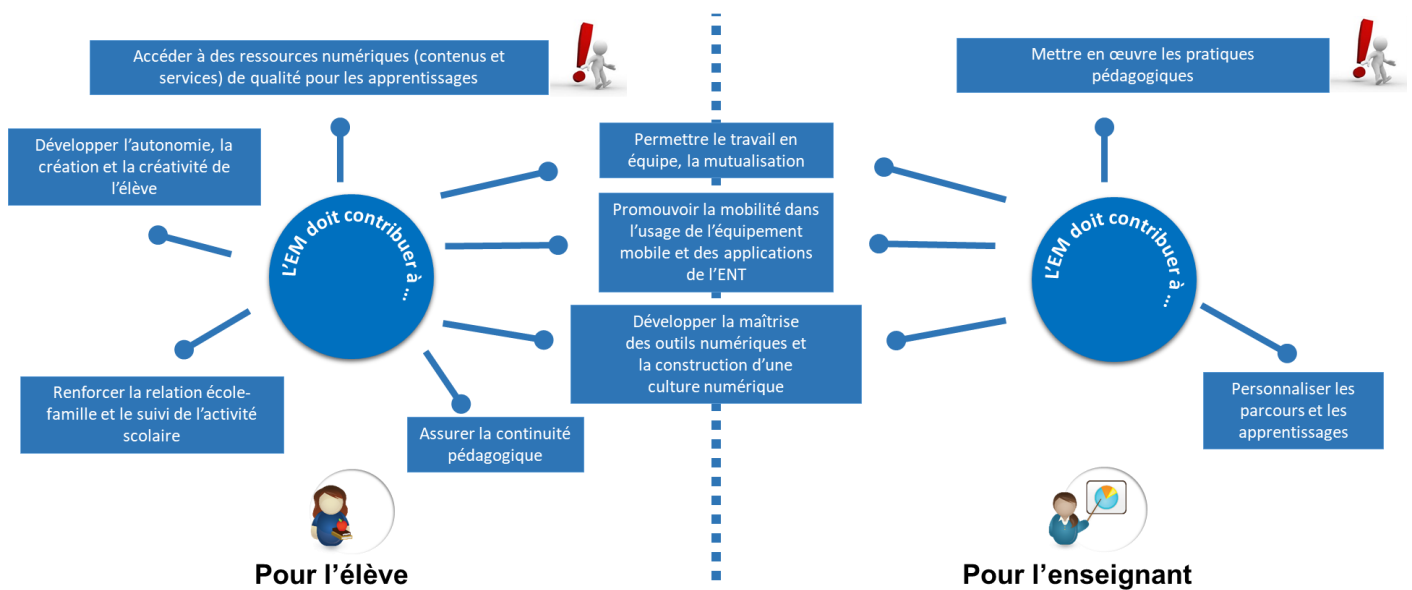 Accéder à des ressources numériques (contenus et
services) de qualité pour les apprentissages
Développer l’autonomie, la
création et la créativité de
l’élève
L’EM doit contribuer à ...
Renforcer la relation école-
famille et le suivi de l’activité
scolaire
Assurer la continuité
pédagogique
Permettre le travail en
équipe, la mutualisation
Promouvoir la mobilité dans
l’usage de l’équipement
mobile et des applications
de l’ENT
Développer la maîtrise
des outils numériques et
la construction d’une
culture numérique
Mettre en œuvre les pratiques
pédagogiques
L’EM doit contribuer à ...
Personnaliser les
parcours et les
apprentissages
Pour l’élève
Pour l’enseignant